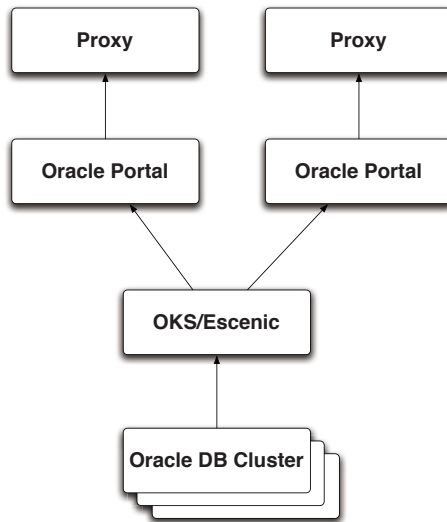 Proxy
Proxy
Oracle Portal
Oracle Portal
OKS/Escenic
Oracle DB Cluster